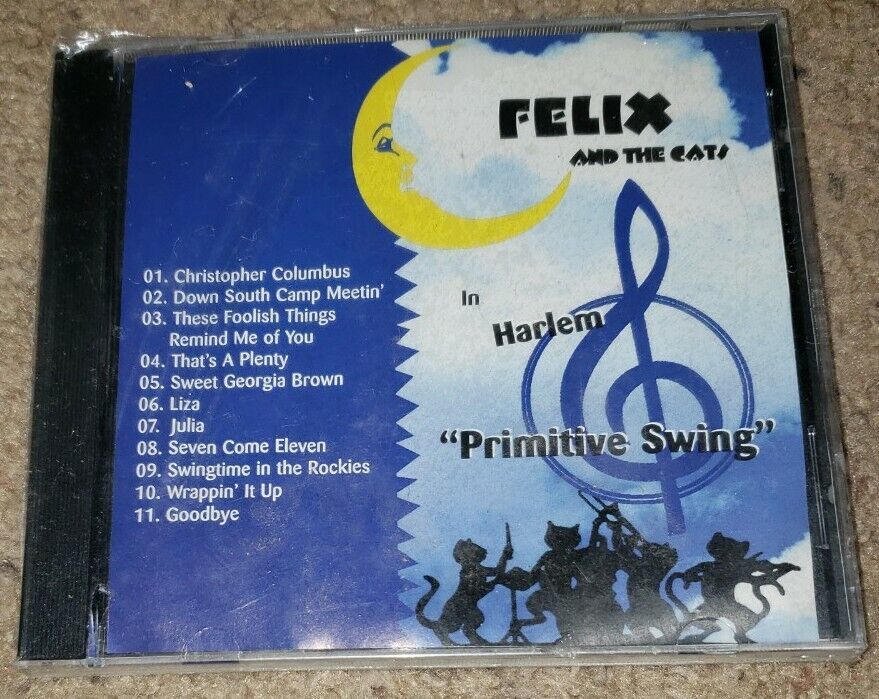 FELIX
AND THE CATS
In
Harlem
“Primitive Swing”
01. Christopher Columbus
02. Down South Camp Meetin'
03. These Foolish Things
Remind Me of You
04. That's A Plenty
05. Sweet Georgia Brown
06. Liza
07. Julia
08. Seven Come Eleven
09. Swingtime in the Rockies
10. Wrappin' It Up
11. Goodbye